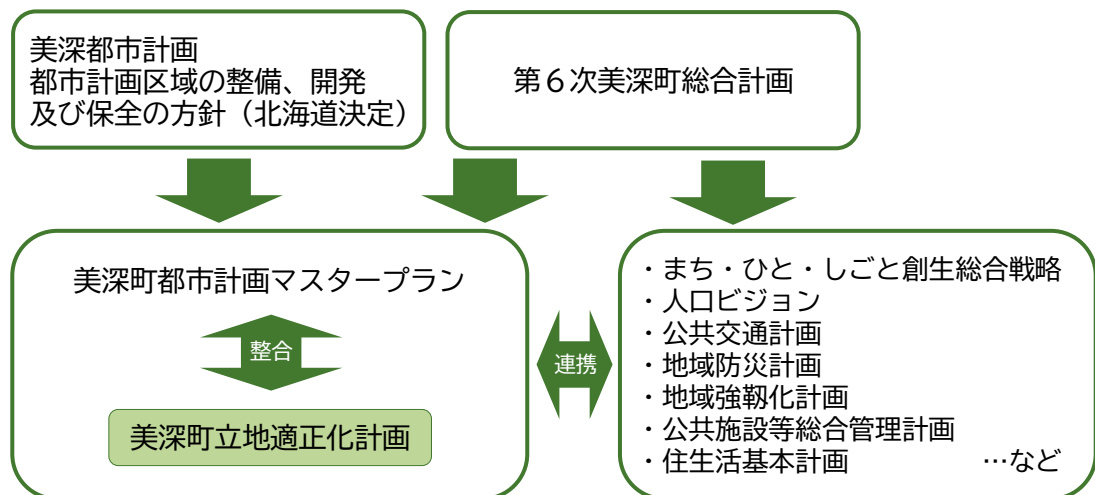 美深都市計画
都市計画区域の整備、開発
及び保全の方針（北海道決定）
第６次美深町総合計画
美深町都市計画マスタープラン
整合
美深町立地適正化計画
連携
・まち・ひと・しごと創生総合戦略
・人口ビジョン
・公共交通計画
・地域防災計画
・地域強靱化計画
・公共施設等総合管理計画
・住生活基本計画　　　　　…など